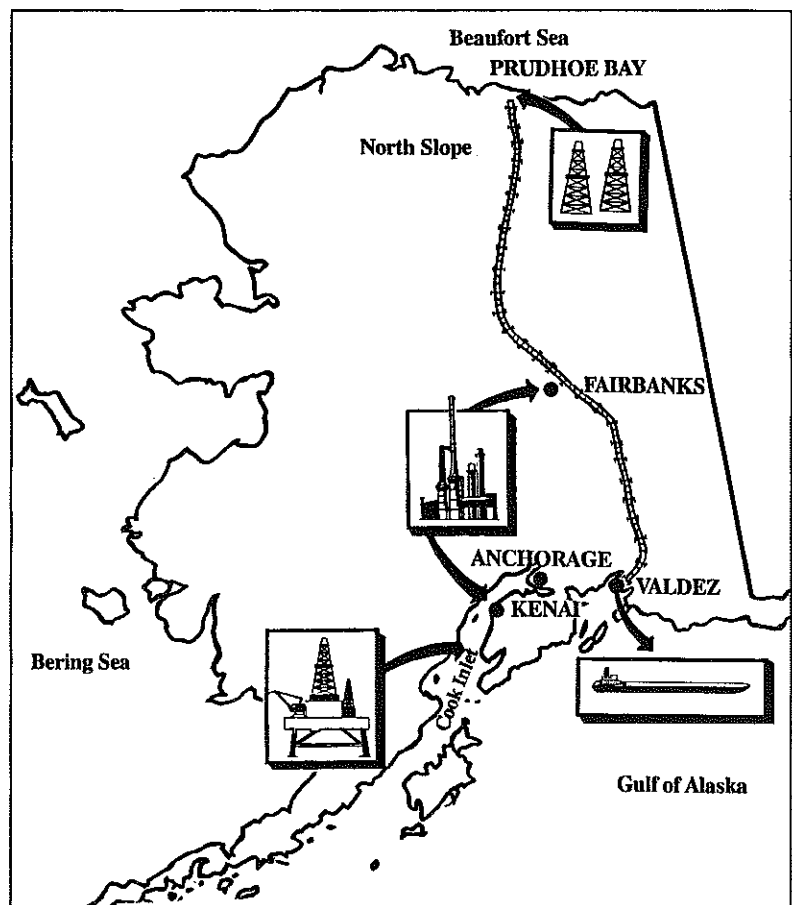 Beaufort Sea
PRUDHOE BAY
North Slope
FAIRBANKS
ANCHORAGE
VALDEZ
KENAI
Bering Sea
Cook Inlet
Gulf of Alaska